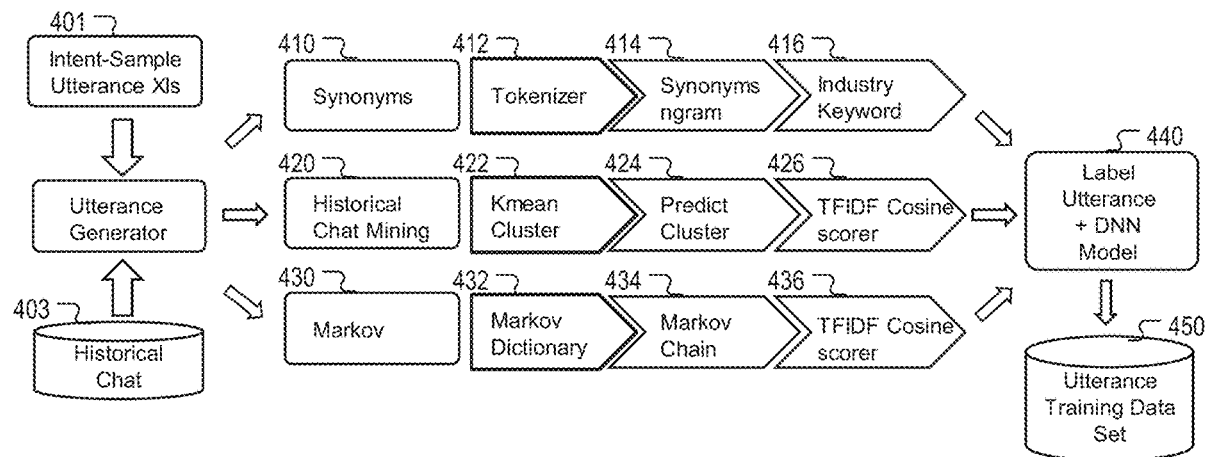 401
Intent-Sample
Utterance Xls
Utterance
Generator
403
Historical
Chat
410
Synonyms
412
Tokenizer
414
Synonyms
ngram
416
Industry
Keyword
420
Historical
Chat Mining
422
Kmean
Cluster
424
Predict
Cluster
426
TFIDF Cosine
scorer
430
Markov
432
Markov
Dictionary
434
Markov
Chain
436
TFIDF Cosine
scorer
440
Label
Utterance
+ DNN
Model
450
Utterance
Training Data
Set